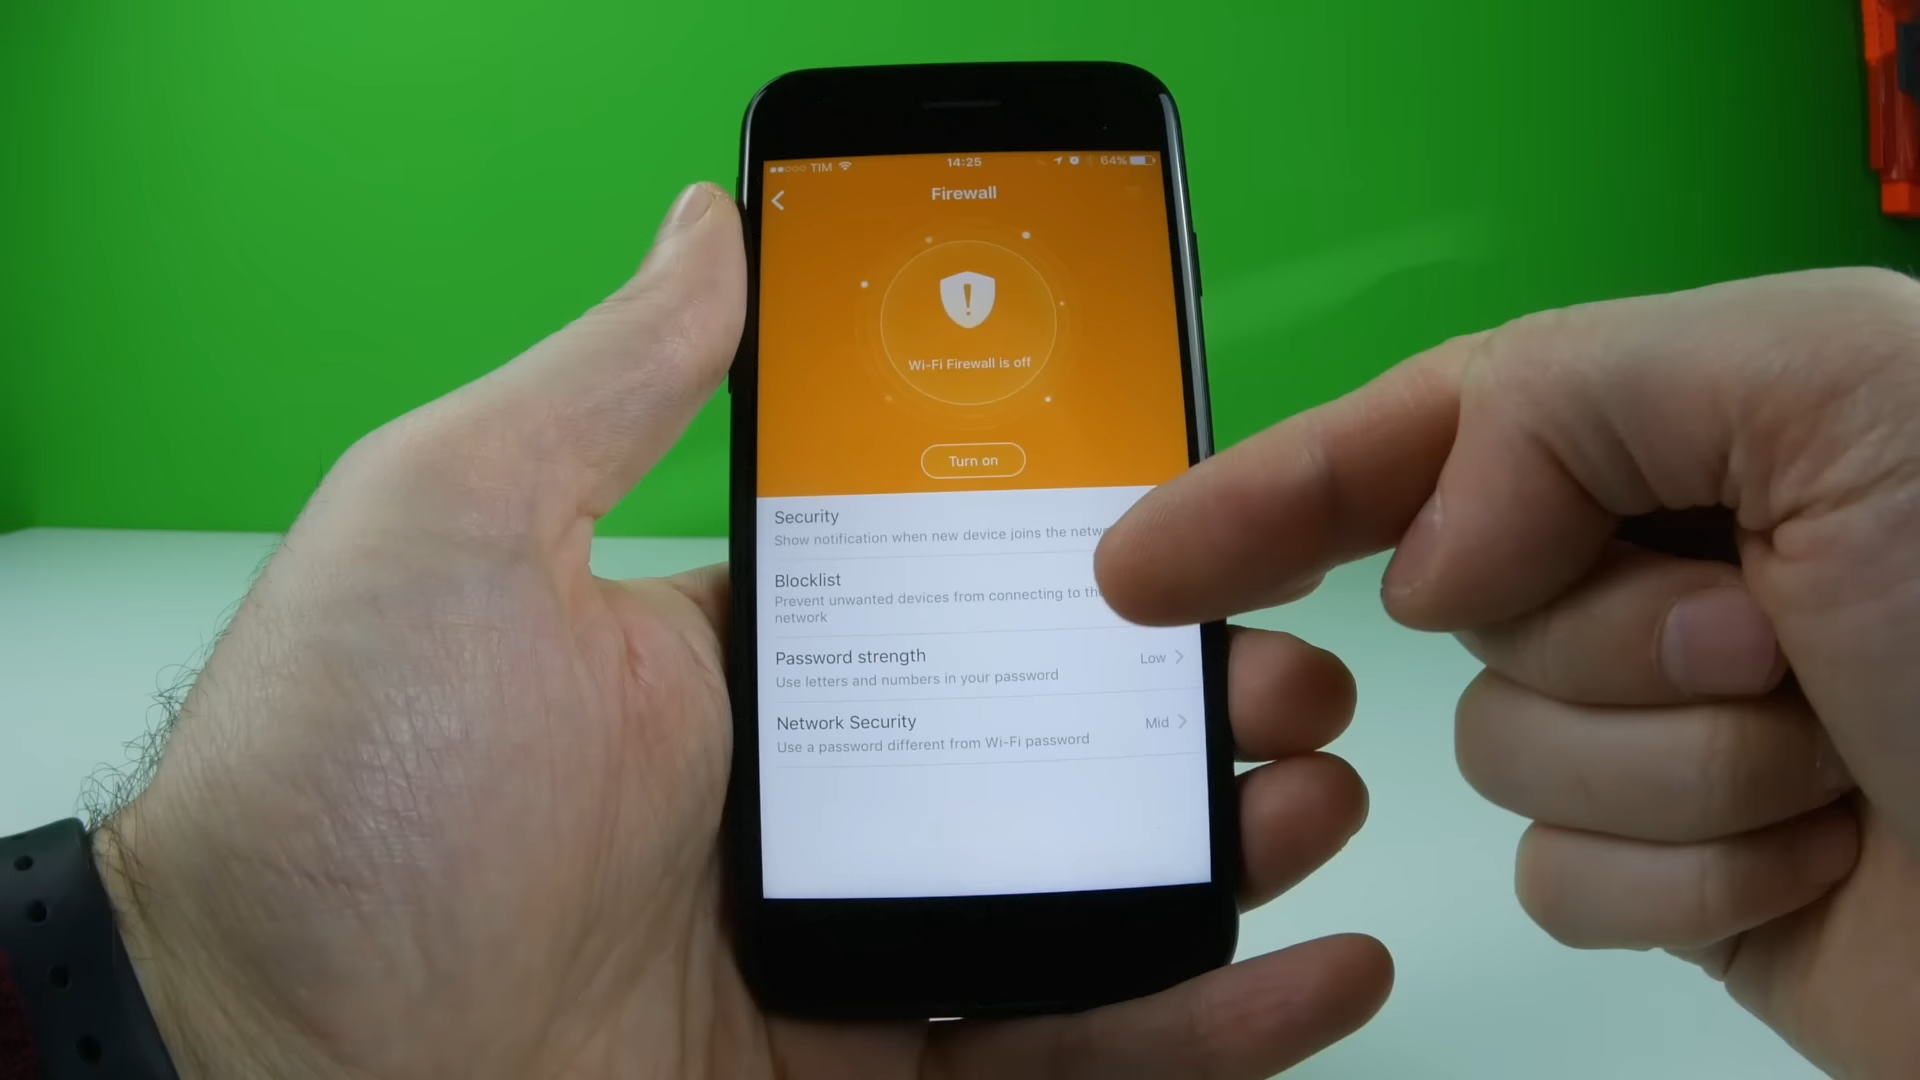 TIM 14:25 64%
Firewall
Wi-Fi Firewall is off
Turn on
Security
Show notification when new device joins the netw
Blocklist
Prevent unwanted devices from connecting to th
network
Password strength Low
Use letters and numbers in your password
Network Security Mid
Use a password different from Wi-Fi password